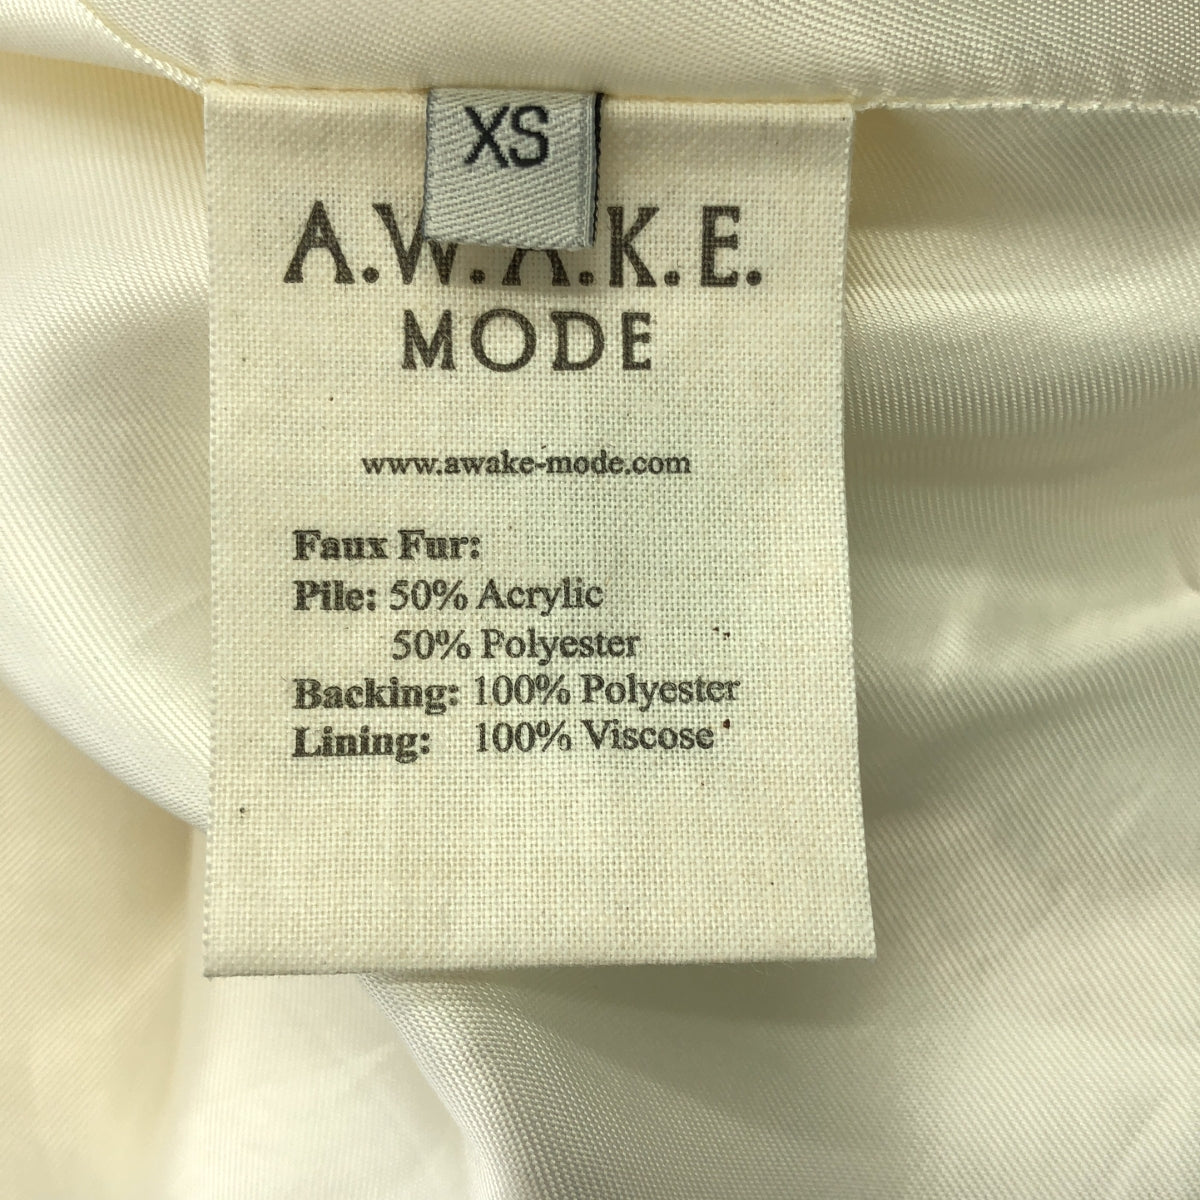 XS
A.W.A.K.E.
MODE
www.awake-mode.com
Faux Fur:
Pile: 50% Acrylic
50% Polyester
Backing: 100% Polyester
Lining: 100% Viscose